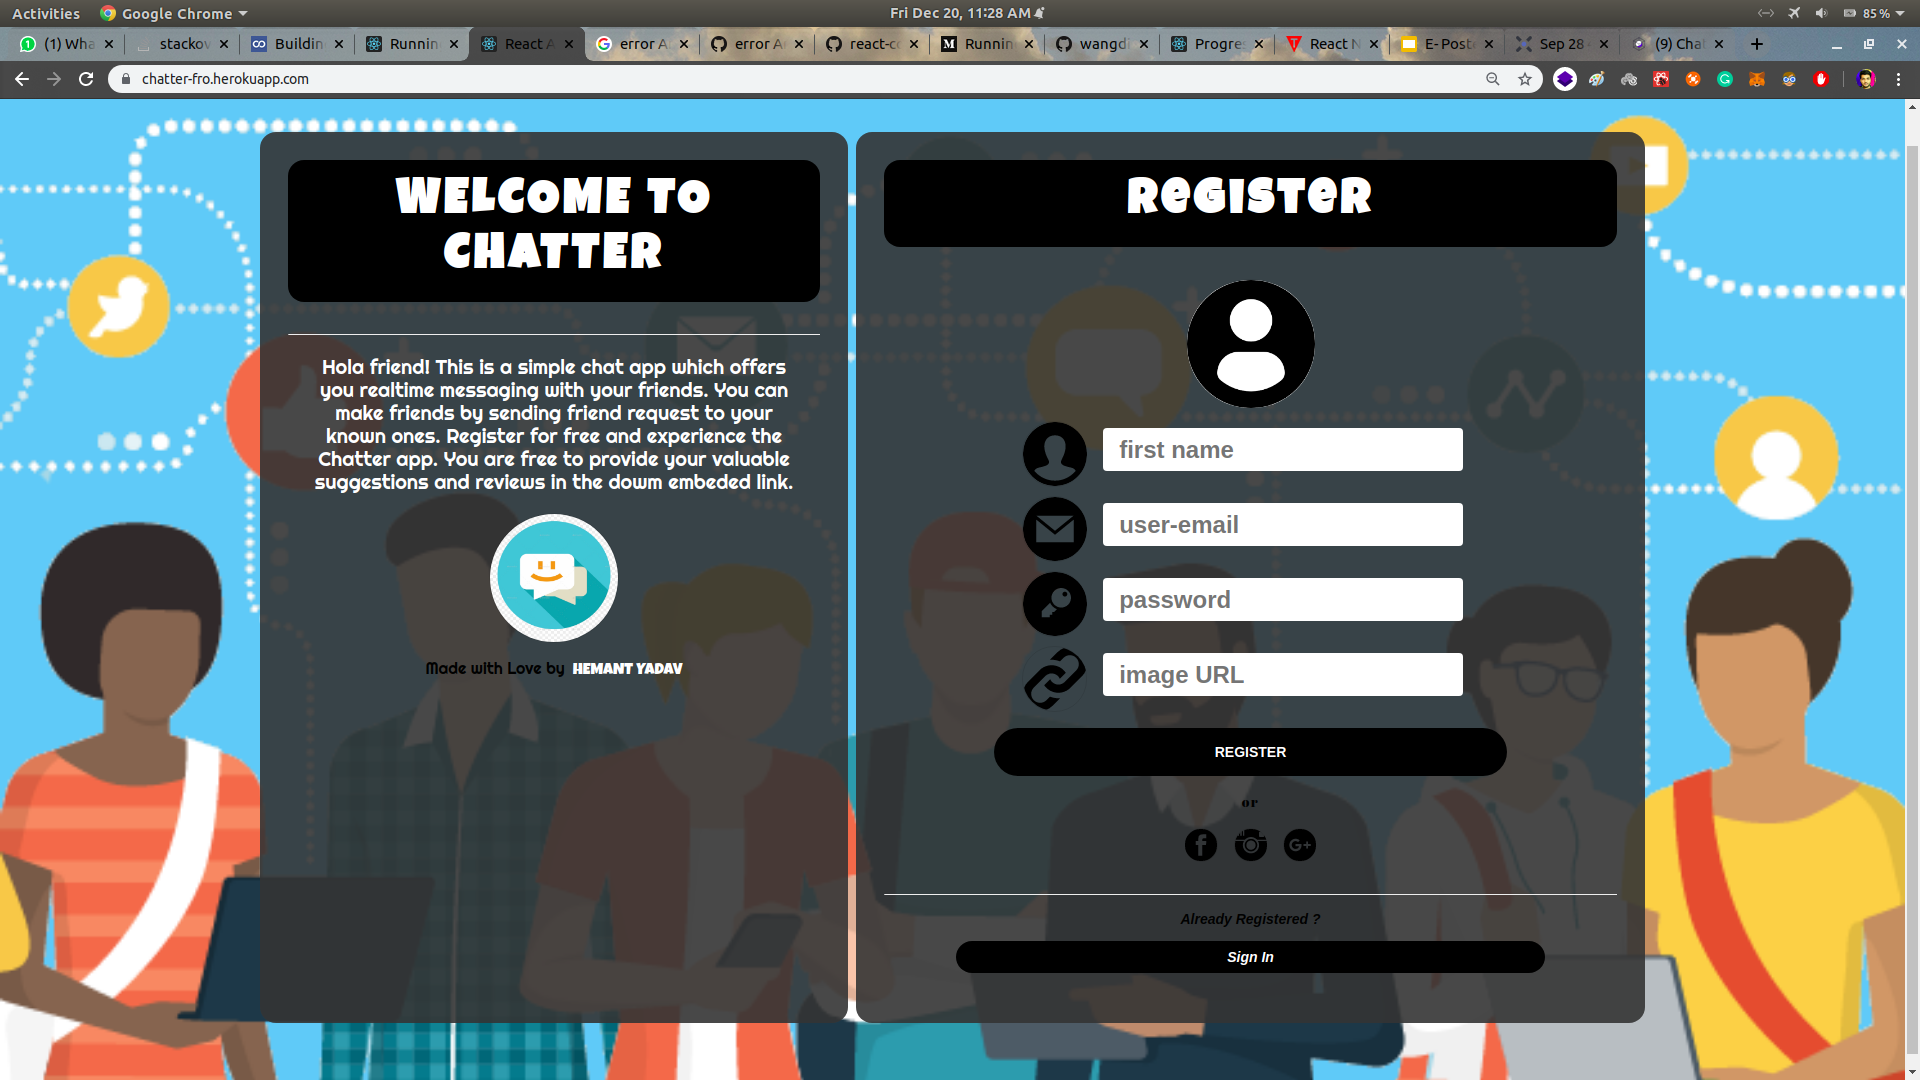 Activities Google Chrome Fri Dec 20, 11:28 AM 85%
(1) Wha stackov Buildin Runnin React A error A error A react-c Runnin wangdi Progres React N E-Post Sep 28 (9) Chat
chatter-fro.herokuapp.com
WELCOME TO
CHATTER
Hola friend! This is a simple chat app which offers
you realtime messaging with your friends. You can
make friends by sending friend request to your
known ones. Register for free and experience the
Chatter app. You are free to provide your valuable
suggestions and reviews in the dowm embeded link.
Made with Love by HEMANT YADAV
Register
first name
user-email
password
image URL
REGISTER
or
G+
Already Registered ?
Sign In